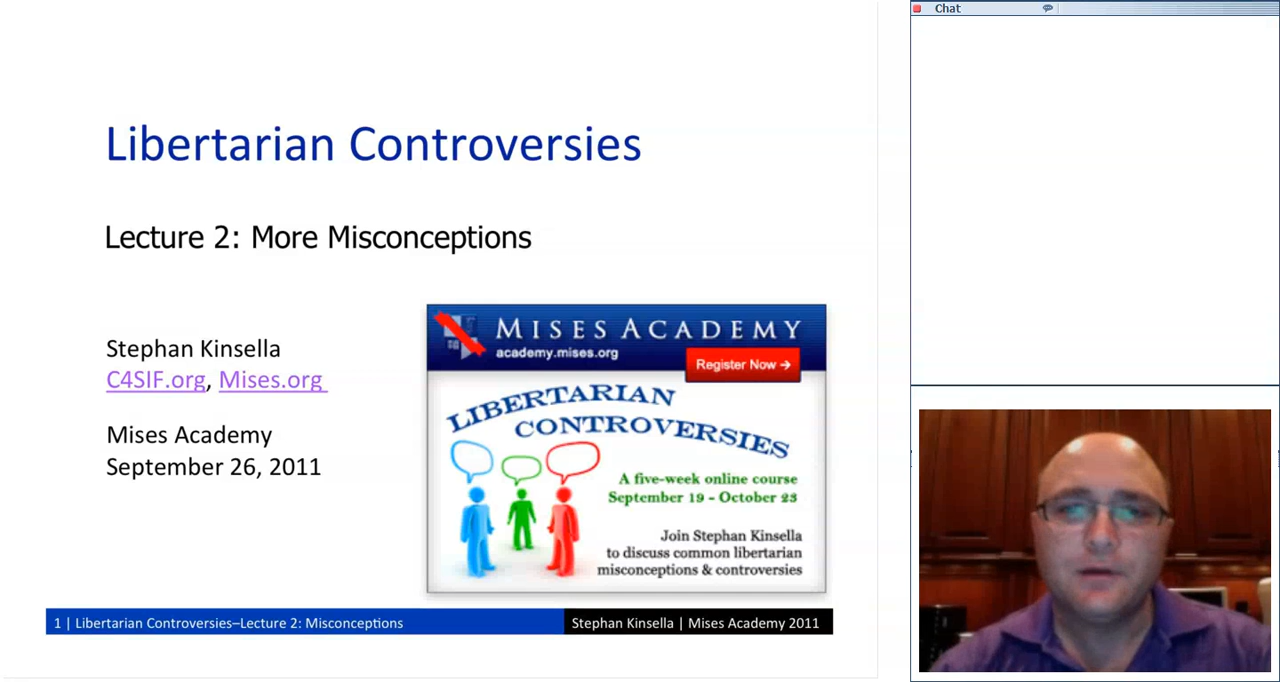 Chat
Libertarian Controversies
Lecture 2: More Misconceptions
Stephan Kinsella
C4SIF.org, Mises.org
Mises Academy
September 26, 2011
MISES ACADEMY
academy.mises.org
Register Now →
LIBERTARIAN
CONTROVERSIES
A five-week online course
September 19 - October 23
Join Stephan Kinsella
to discuss common libertarian
misconceptions & controversies
1 | Libertarian Controversies–Lecture 2: Misconceptions
Stephan Kinsella | Mises Academy 2011